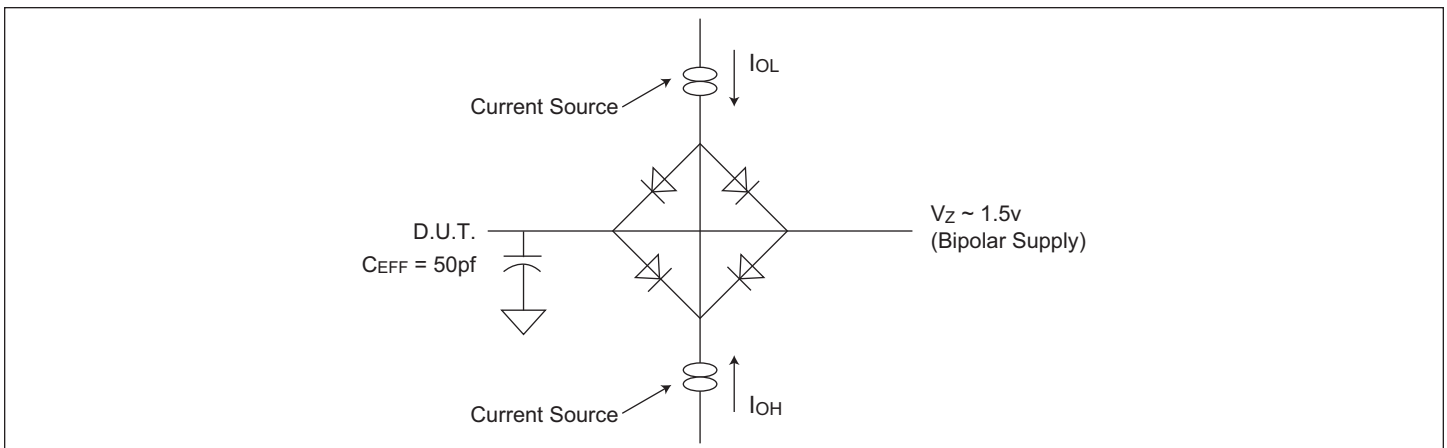 IOL
Current Source
D.U.T.
CEFF = 50pf
VZ ~ 1.5v
(Bipolar Supply)
Current Source
IOH